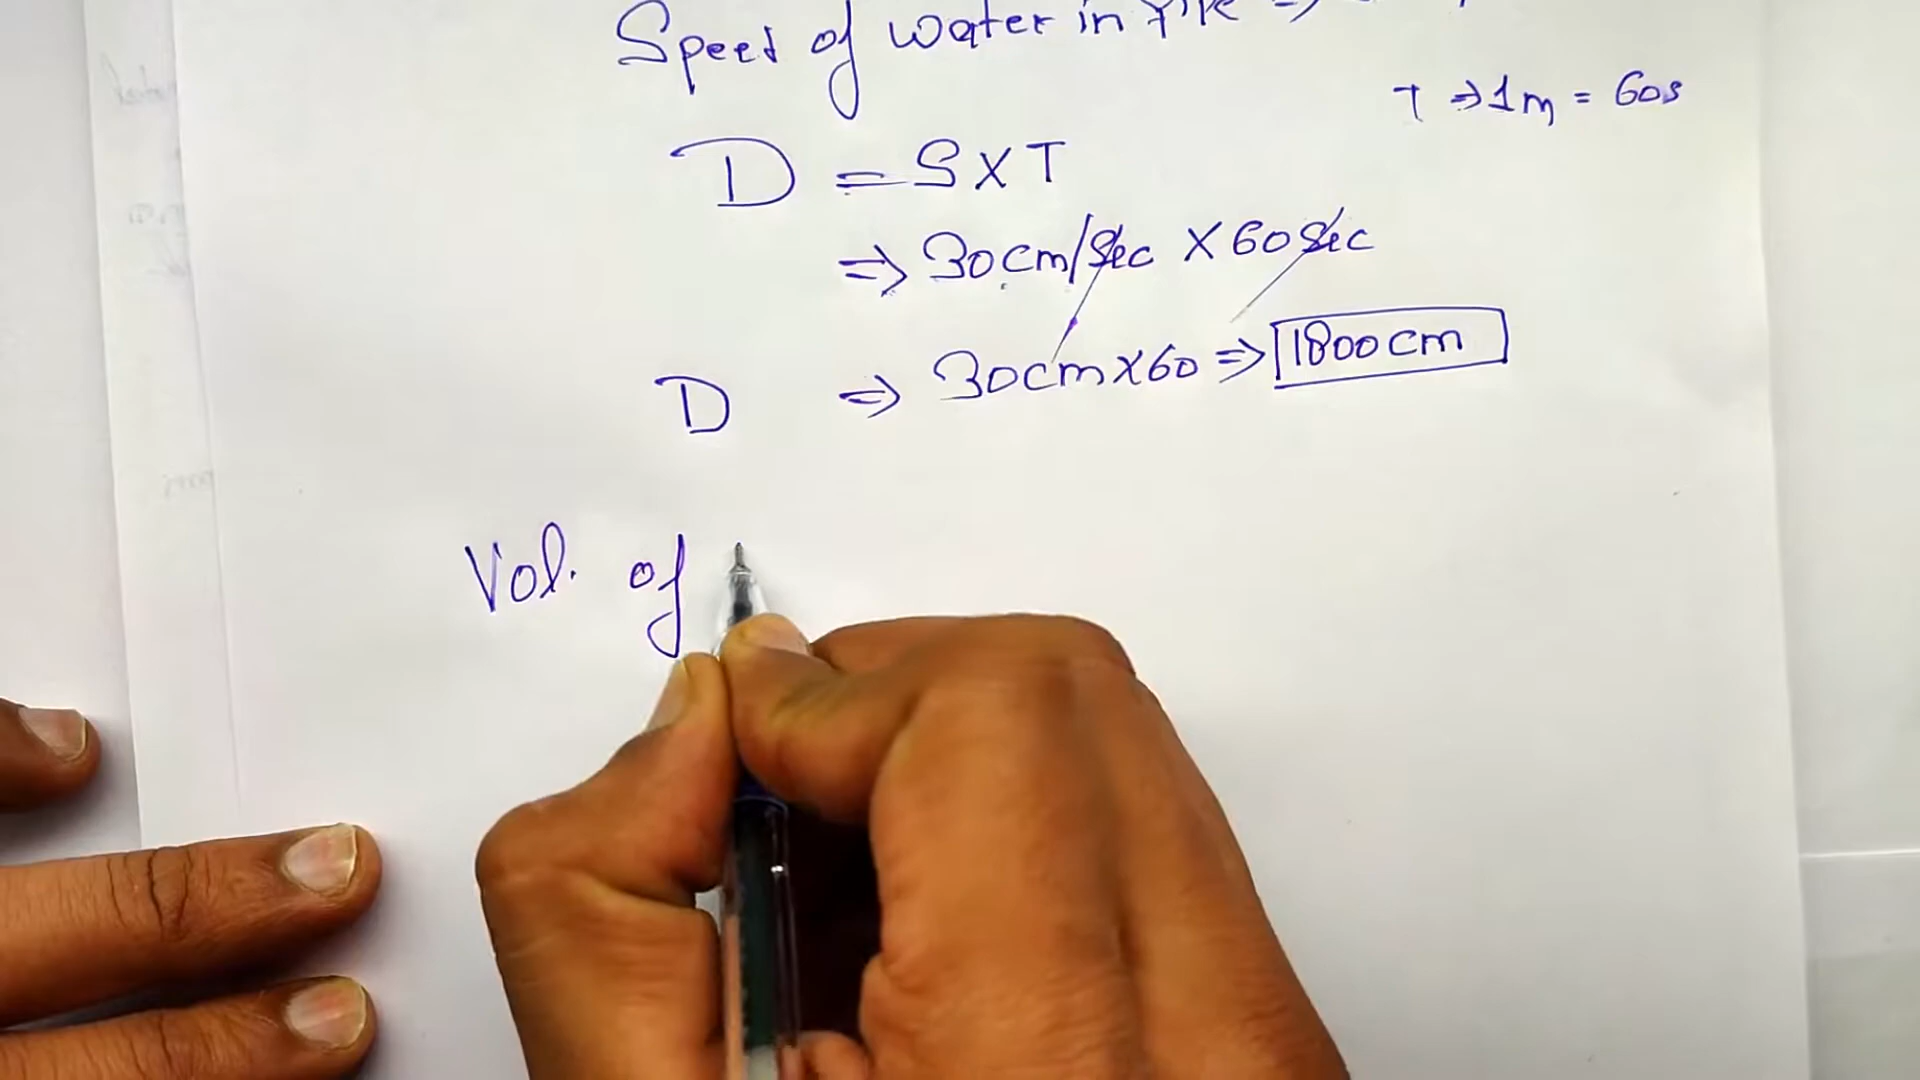 Speed of water in
T ⇒ 1m = 60s
D = S X T
⇒ 30cm/sec X 60 sec
D ⇒ 30cm X 60 ⇒ 1800cm
Vol. of